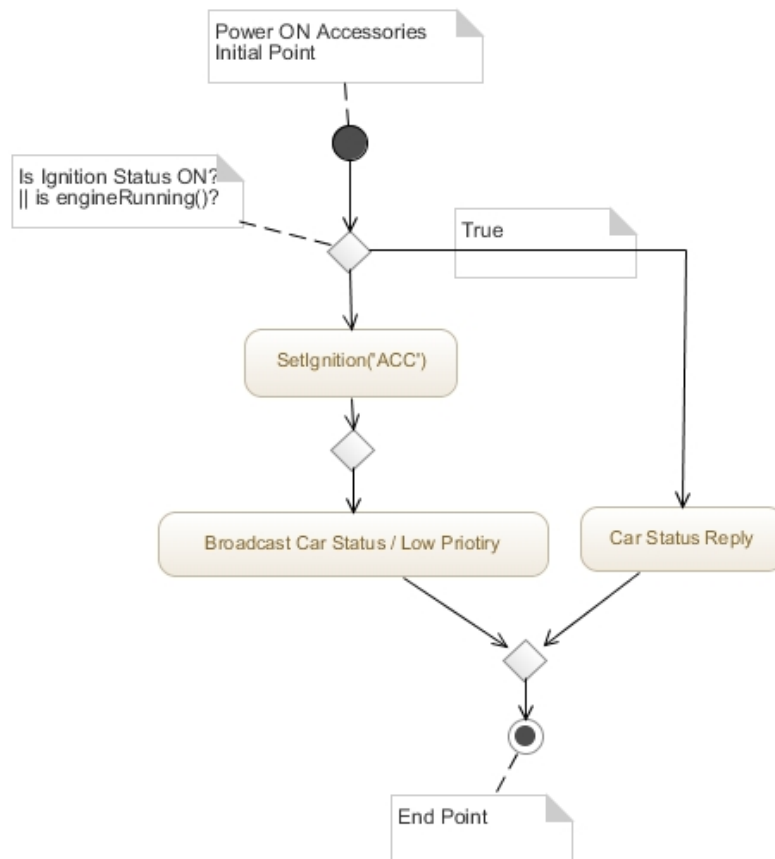 Power ON Accessories
Initial Point
Is Ignition Status ON?
|| is engineRunning()?
True
SetIgnition("ACC")
Broadcast Car Status / Low Priotiry
Car Status Reply
End Point